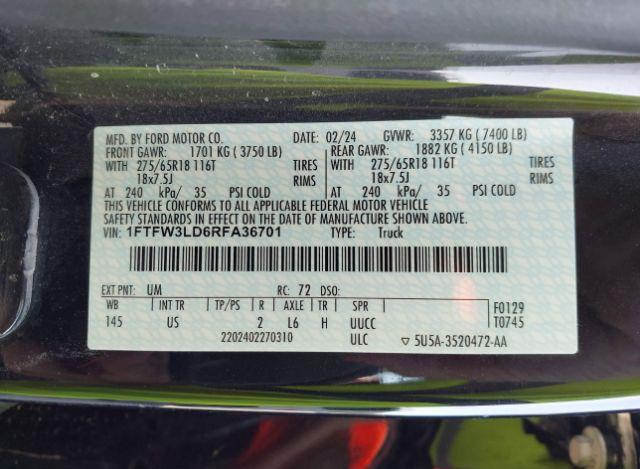 MFD. BY FORD MOTOR CO. 02/24 GVWR: 3357 KG ( 7400 LB)
FRONT GAWR: 1701 KG ( 3750 LB) REAR GAWR: 1882 KG ( 4150 LB)
WITH 275/65R18 116T TIRES WITH 275/65R18 116T TIRES
18x7.5J RIMS 18x7.5J RIMS
AT 240 kPa/ 35 PSI COLD AT 240 kPa/ 35 PSI COLD
THIS VEHICLE CONFORMS TO ALL APPLICABLE FEDERAL MOTOR VEHICLE
SAFETY STANDARDS IN EFFECT ON THE DATE OF MANUFACTURE SHOWN ABOVE.
VIN: 1FTFW3LD6RFA36701 TYPE: Truck
EXT PNT: UM RC: 72 DSO:
WB INT TR TP/PS R AXLE TR SPR F0129
145 US 2 L6 H UUCC T0745
2202402270310 ULC 5U5A-3520472-AA